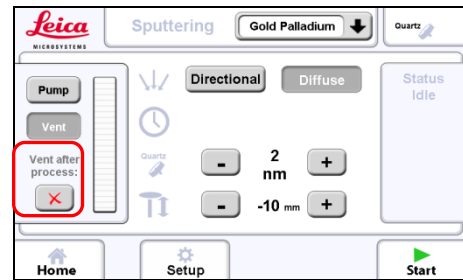 Leica
MICROSYSTEMS
Sputtering
Gold Palladium
Quartz
Pump
Vent
Vent after
process:
Directional
Diffuse
Quartz
-
2
nm
+
-
-10 mm
+
Status
Idle
Home
Setup
Start